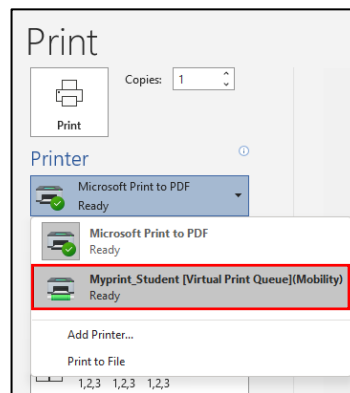 Print
Copies: 1
Print
Printer
Microsoft Print to PDF
Ready
Microsoft Print to PDF
Ready
Myprint_Student [Virtual Print Queue](Mobility)
Ready
Add Printer...
Print to File
1,2,3 1,2,3 1,2,3